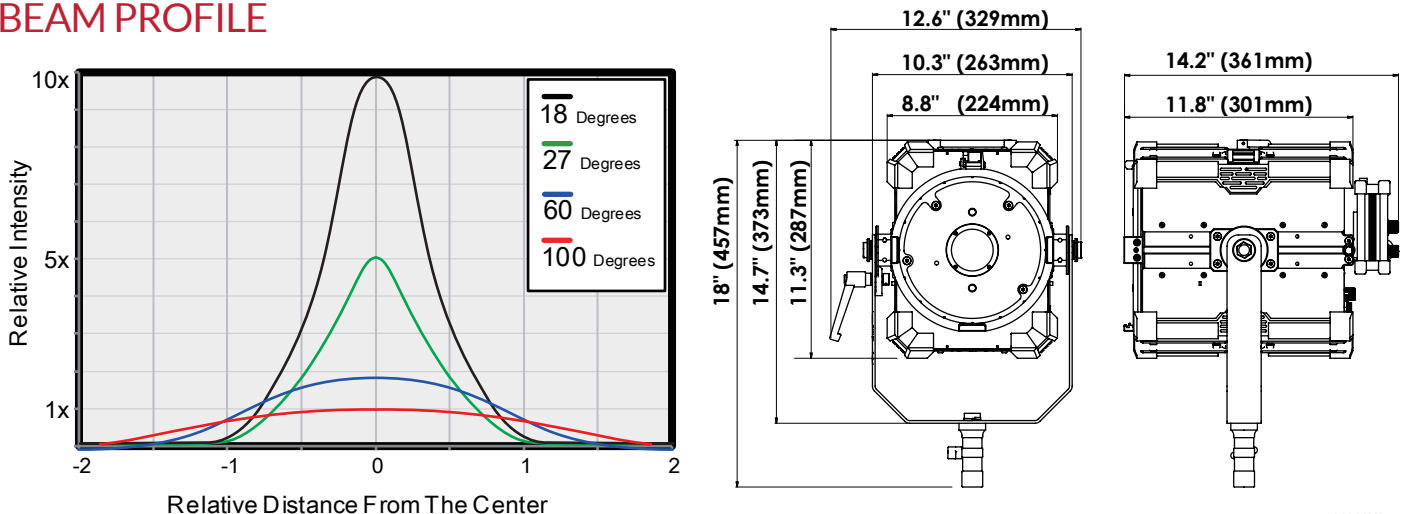 BEAM PROFILE
10x
5x
1x
Relative Intensity
-2
-1
0
1
2
Relative Distance From The Center
18 Degrees
27 Degrees
60 Degrees
100 Degrees
12.6" (329mm)
10.3" (263mm)
8.8" (224mm)
18" (457mm)
14.7" (373mm)
11.3" (287mm)
14.2" (361mm)
11.8" (301mm)